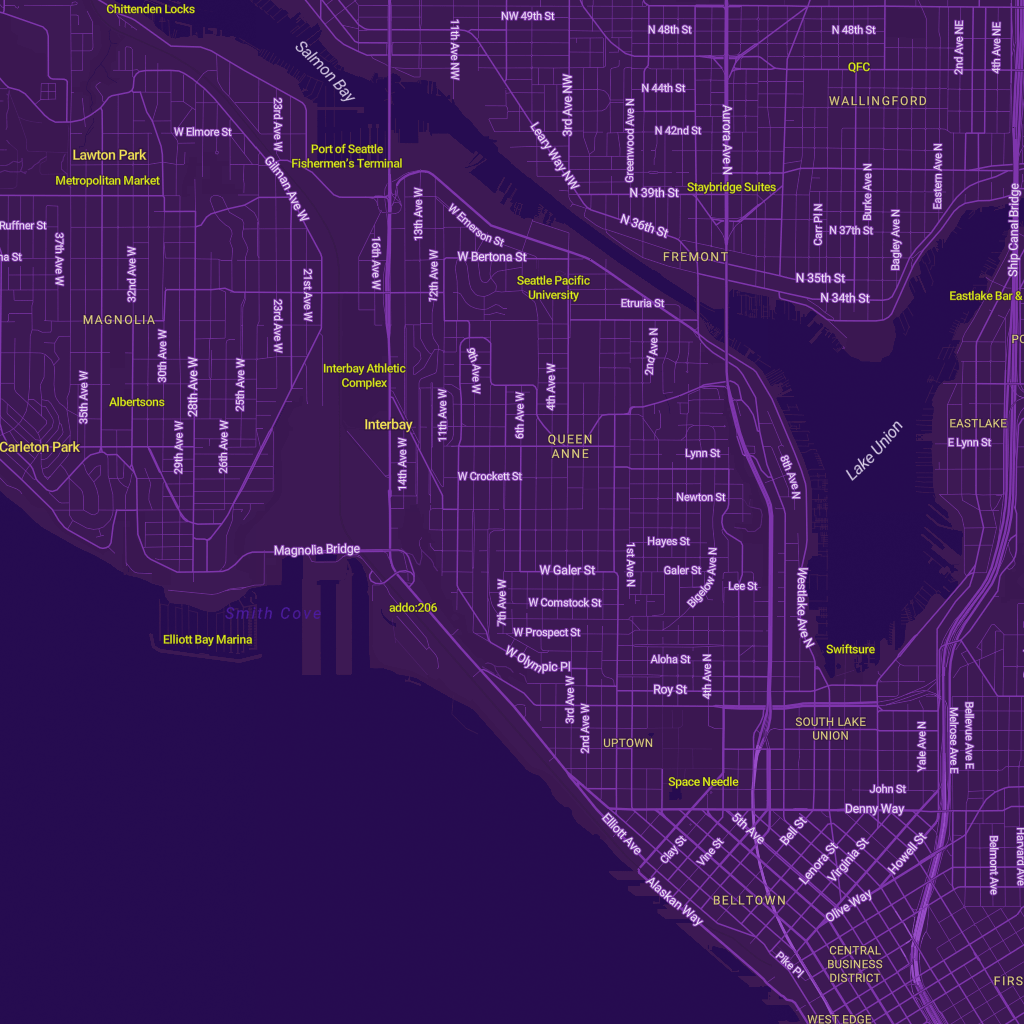 Chittenden Locks
NW 49th St
N 48th St
N 48th St
11th Ave NW
2nd Ave NE
4th Ave NE
Salmon Bay
QFC
N 44th St
3rd Ave NW
WALLINGFORD
23rd Ave W
Greenwood Ave N
Aurora Ave N
W Elmore St
N 42nd St
Leary Way NW
Port of Seattle
Fishermen's Terminal
Lawton Park
Eastern Ave N
Metropolitan Market
Gilman Ave W
Staybridge Suites
N 39th St
Burke Ave N
13th Ave W
W Emerson St
Carr Pl N
Ship Canal Bridge
Ruffner St
N 36th St
N 37th St
Bagley Ave N
na St
37th Ave W
32nd Ave W
16th Ave W
W Bertona St
FREMONT
12th Ave W
N 35th St
21st Ave W
Seattle Pacific
University
Eastlake Bar &
Etruria St
N 34th St
MAGNOLIA
23rd Ave W
30th Ave W
2nd Ave W
PO
9th Ave W
Interbay Athletic
Complex
35th Ave W
28th Ave W
25th Ave W
4th Ave W
Albertsons
11th Ave W
6th Ave W
Interbay
EASTLAKE
Carleton Park
29th Ave W
26th Ave W
QUEEN
ANNE
E Lynn St
Lynn St
Lake Union
14th Ave W
W Crockett St
8th Ave N
Newton St
Magnolia Bridge
Hayes St
1st Ave N
W Galer St
Galer St
Bigelow Ave N
Lee St
7th Ave W
W Comstock St
Westlake Ave N
Smith Cove
addo:206
Elliott Bay Marina
W Prospect St
Swiftsure
W Olympic Pl
Aloha St
4th Ave N
Roy St
3rd Ave W
2nd Ave W
SOUTH LAKE
UNION
Yale Ave N
Melrose Ave E
Bellevue Ave E
UPTOWN
Space Needle
John St
Denny Way
Elliott Ave
5th Ave
Bell St
Clay St
Vine St
Lenora St
Virginia St
Howell St
Belmont Ave
Harvard Ave
Alaskan Way
BELLTOWN
Olive Way
CENTRAL
BUSINESS
DISTRICT
Pike Pl
FIRS
WEST EDGE